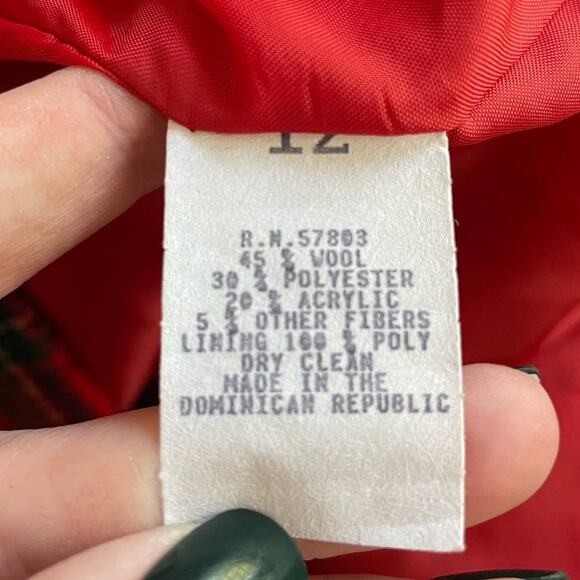 12
R.N.57803
45 % WOOL
30 % POLYESTER
20 % ACRYLIC
5 % OTHER FIBERS
LINING 100 % POLY
DRY CLEAN
MADE IN THE
DOMINICAN REPUBLIC